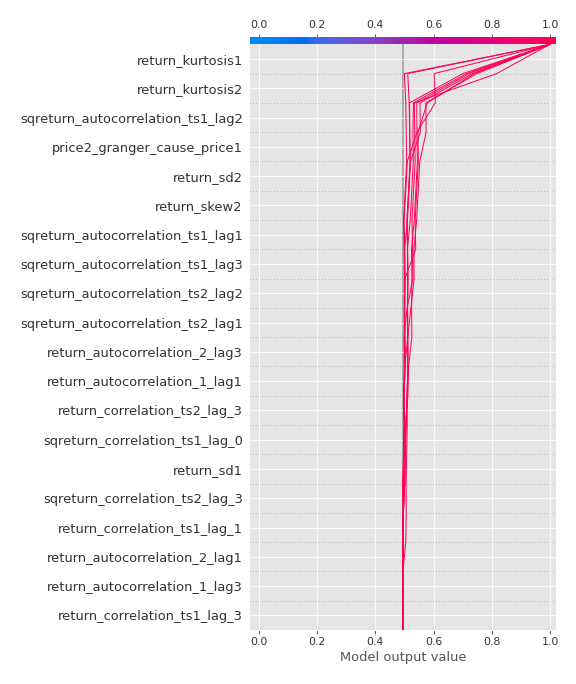 0.0 0.2 0.4 0.6 0.8 1.0
return_kurtosis1
return_kurtosis2
sqreturn_autocorrelation_ts1_lag2
price2_granger_cause_price1
return_sd2
return_skew2
sqreturn_autocorrelation_ts1_lag1
sqreturn_autocorrelation_ts1_lag3
sqreturn_autocorrelation_ts2_lag2
sqreturn_autocorrelation_ts2_lag1
return_autocorrelation_2_lag3
return_autocorrelation_1_lag1
return_correlation_ts2_lag_3
sqreturn_correlation_ts1_lag_0
return_sd1
sqreturn_correlation_ts2_lag_3
return_correlation_ts1_lag_1
return_autocorrelation_2_lag1
return_autocorrelation_1_lag3
return_correlation_ts1_lag_3
0.0 0.2 0.4 0.6 0.8 1.0
Model output value